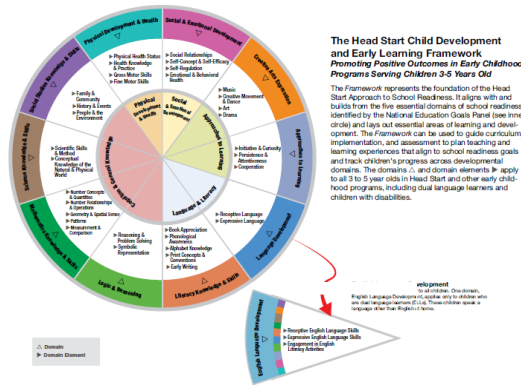 Physical Development & Health
Social & Emotional Development
Creative Arts Expression
Approaches to Learning
Language Development
Literacy Knowledge & Skills
Logic & Reasoning
Mathematics Knowledge & Skills
Science Knowledge & Skills
Social Studies Knowledge & Skills
▶ Physical Health Status
▶ Health Knowledge
& Practice
▶ Gross Motor Skills
▶ Fine Motor Skills
▶ Social Relationships
▶ Self-Concept & Self-Efficacy
▶ Self-Regulation
▶ Emotional & Behavioral
Health
▶ Music
▶ Creative Movement
& Dance
▶ Art
▶ Drama
▶ Initiative & Curiosity
▶ Persistence &
Attentiveness
▶ Cooperation
▶ Receptive Language
▶ Expressive Language
▶ Book Appreciation
▶ Phonological
Awareness
▶ Alphabet Knowledge
▶ Print Concepts &
Conventions
▶ Early Writing
▶ Reasoning &
Problem Solving
▶ Symbolic
Representation
▶ Number Concepts
& Quantities
▶ Number Relationships
& Operations
▶ Geometry & Spatial Sense
▶ Patterns
▶ Measurement &
Comparison
▶ Scientific Skills
& Method
▶ Conceptual
Knowledge of the
Natural & Physical
World
▶ Family &
Community
▶ History & Events
▶ People & the
Environment
Physical
Development
& Health
Social
& Emotional
Development
Approaches to Learning
Language & Literacy
Cognition & General Knowledge
The Head Start Child Development
and Early Learning Framework
Promoting Positive Outcomes in Early Childhood
Programs Serving Children 3-5 Years Old
The Framework represents the foundation of the Head
Start Approach to School Readiness. It aligns with and
builds from the five essential domains of school readiness
identified by the National Education Goals Panel (see inner
circle) and lays out essential areas of learning and devel-
opment. The Framework can be used to guide curriculum
implementation, and assessment to plan teaching and
learning experiences that align to school readiness goals
and track children's progress across developmental
domains. The domains △ and domain elements ▶ apply
to all 3 to 5 year olds in Head Start and other early child-
hood programs, including dual language learners and
children with disabilities.
velopment
to all children. One domain,
English Language Development, applies only to children who
are dual language learners (DLLs). These children speak a
language other than English at home.
English Language Development
▶ Receptive English Language Skills
▶ Expressive English Language Skills
▶ Engagement in English
Literacy Activities
△ Domain
▶ Domain Element